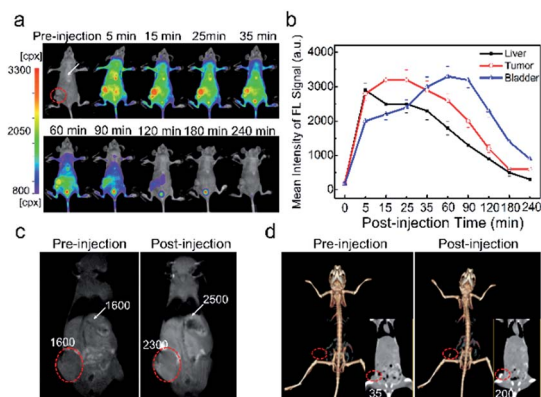 a
Pre-injection 5 min 15 min 25min 35 min
[cpx]
3300
2050
800
[cpx]
60 min 90 min 120 min 180 min 240 min
b
Mean Intensity of FL Signal (a.u.)
4000
3000
2000
1000
0
Liver
Tumor
Bladder
0 5 15 25 35 60 90 120 180 240
Post-injection Time (min)
c
Pre-injection Post-injection
1600
1600
2500
2300
d
Pre-injection Post-injection
35
200